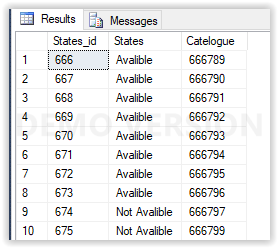 Results Messages
States_id States Catelogue
1 666 Avalible 666789
2 667 Avalible 666790
3 668 Avalible 666791
4 669 Avalible 666792
5 670 Avalible 666793
6 671 Avalible 666794
7 672 Avalible 666795
8 673 Avalible 666796
9 674 Not Avalible 666797
10 675 Not Avalible 666799
DEMO VERSION